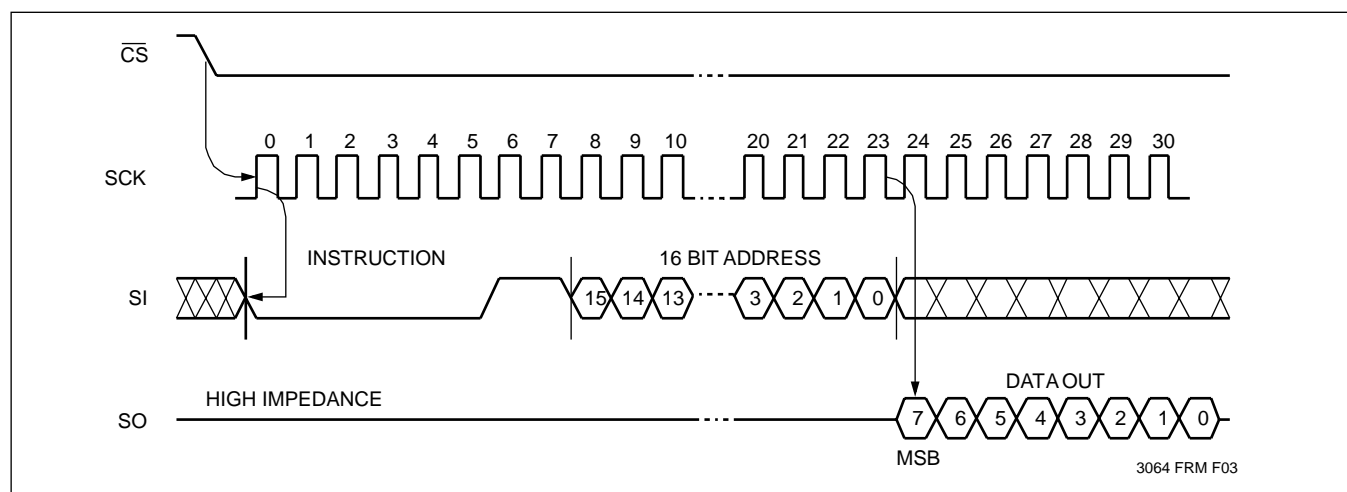 CS
0 1 2 3 4 5 6 7 8 9 10 20 21 22 23 24 25 26 27 28 29 30
SCK
INSTRUCTION 16 BIT ADDRESS
SI 15 14 13 3 2 1 0
HIGH IMPEDANCE DATA OUT
SO 7 6 5 4 3 2 1 0
MSB
3064 FRM F03